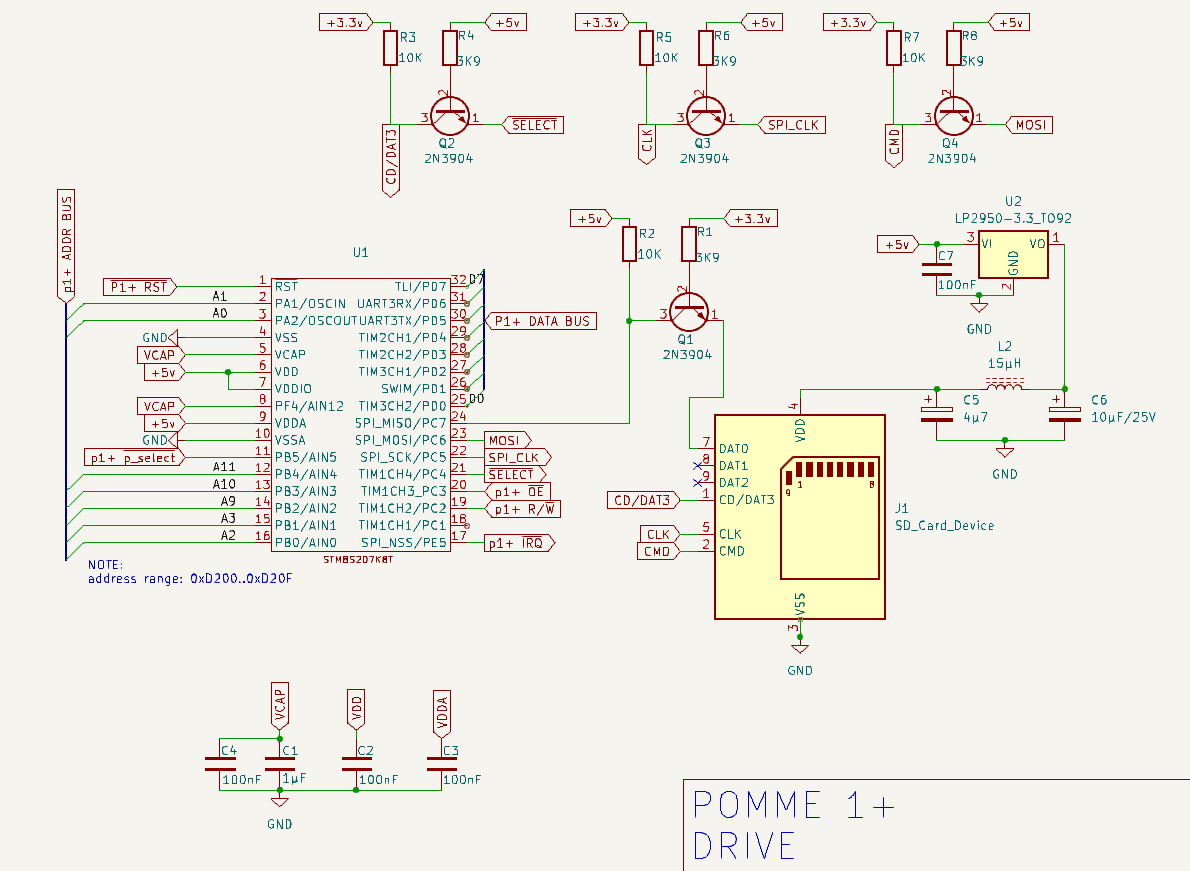 +3.3v +5v +3.3v +5v +3.3v +5v
R3 R4 R5 R6 R7 R8
10K 3K9 10K 3K9 10K 3K9
2 2 2
3 1 SELECT 3 1 SPI_CLK 3 1 MOSI
CD/DAT3 CLK CMD
Q2 Q3 Q4
2N3904 2N3904 2N3904
p1+ ADDR BUS
U2
LP2950-3.3_TO92
+5v +3.3v
R2 R1
10K 3K9
+5v 3 VI VO 1
GND
2
C7
100nF
GND
2
3 1
Q1
2N3904
U1
P1+ RST 1 RST TLI/PD7 32 D7
A1 2 PA1/OSCIN UART3RX/PD6 31
A0 3 PA2/OSCOUT UART3TX/PD5 30 P1+ DATA BUS
GND 4 VSS TIM2CH1/PD4 29
VCAP 5 VCAP TIM2CH2/PD3 28
+5v 6 VDD TIM3CH1/PD2 27
7 VDDIO SWIM/PD1 26
VCAP 8 PF4/AIN12 TIM3CH2/PD0 25 D0
+5v 9 VDDA SPI_MISO/PC7 24
GND 10 VSSA SPI_MOSI/PC6 23 MOSI
p1+ p_select 11 PB5/AIN5 SPI_SCK/PC5 22 SPI_CLK
A11 12 PB4/AIN4 TIM1CH4/PC4 21 SELECT
A10 13 PB3/AIN3 TIM1CH3_PC3 20 p1+ OE
A9 14 PB2/AIN2 TIM1CH2/PC2 19 p1+ R/W
A3 15 PB1/AIN1 TIM1CH1/PC1 18
A2 16 PB0/AIN0 SPI_NSS/PE5 17 p1+ IRQ
STM8S207K8T
NOTE:
address range: 0xD200..0xD20F
L2
15µH
C5
4µ7
C6
10µF/25V
GND
4
VDD
7 DAT0
8 DAT1
9 DAT2
CD/DAT3 1 CD/DAT3
CLK 5 CLK
CMD 2 CMD
9 1 8
J1
SD_Card_Device
VSS
3
GND
VCAP VDD VDDA
C4 C1 C2 C3
100nF 1µF 100nF 100nF
GND
POMME 1+
DRIVE